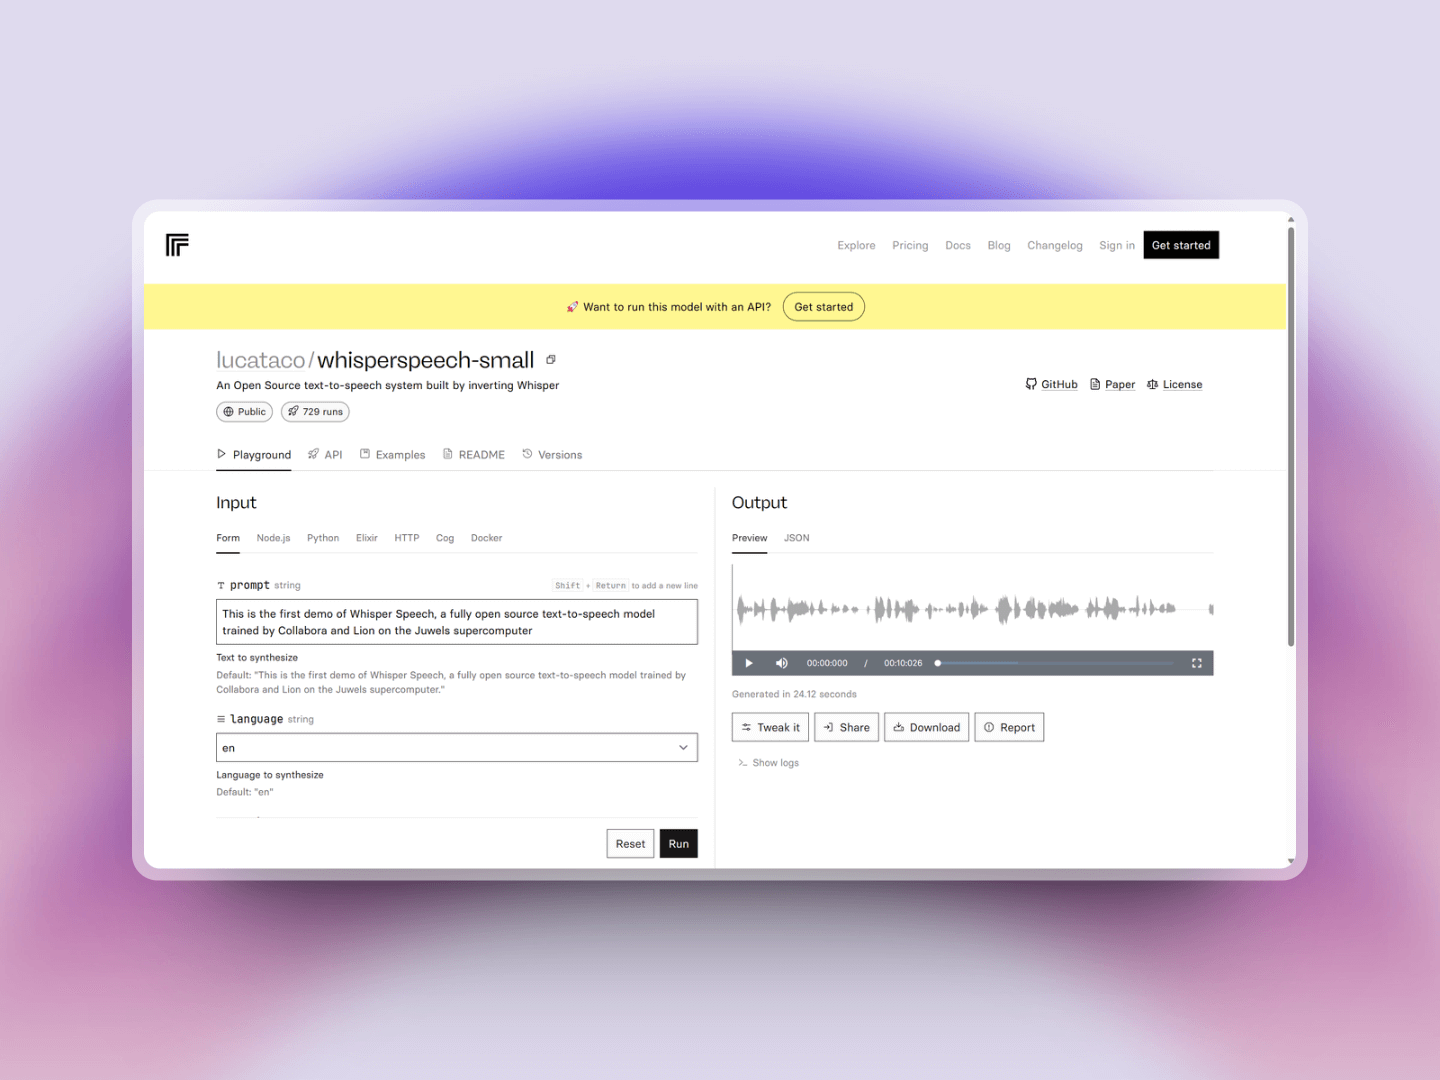 Explore Pricing Docs Blog Changelog Sign in Get started
🚀 Want to run this model with an API? Get started
lucataco/whisperspeech-small
An Open Source text-to-speech system built by inverting Whisper
GitHub Paper License
Public 729 runs
Playground API Examples README Versions
Input
Form Node.js Python Elixir HTTP Cog Docker
prompt string Shift + Return to add a new line
This is the first demo of Whisper Speech, a fully open source text-to-speech model
trained by Collabora and Lion on the Juwels supercomputer
Text to synthesize
Default: "This is the first demo of Whisper Speech, a fully open source text-to-speech model trained by
Collabora and Lion on the Juwels supercomputer."
language string
en
Language to synthesize
Default: "en"
Reset Run
Output
Preview JSON
00:00:000 / 00:10:026
Generated in 24.12 seconds
Tweak it Share Download Report
Show logs